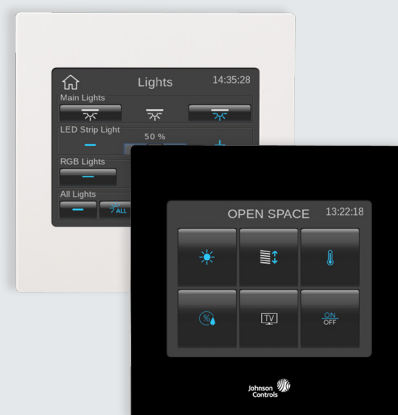 Lights 14:35:28
Main Lights
LED Strip Light
50 %
RGB Lights
All Lights
ALL
OPEN SPACE 13:22:18
%
TV
ON
OFF
Johnson
Controls